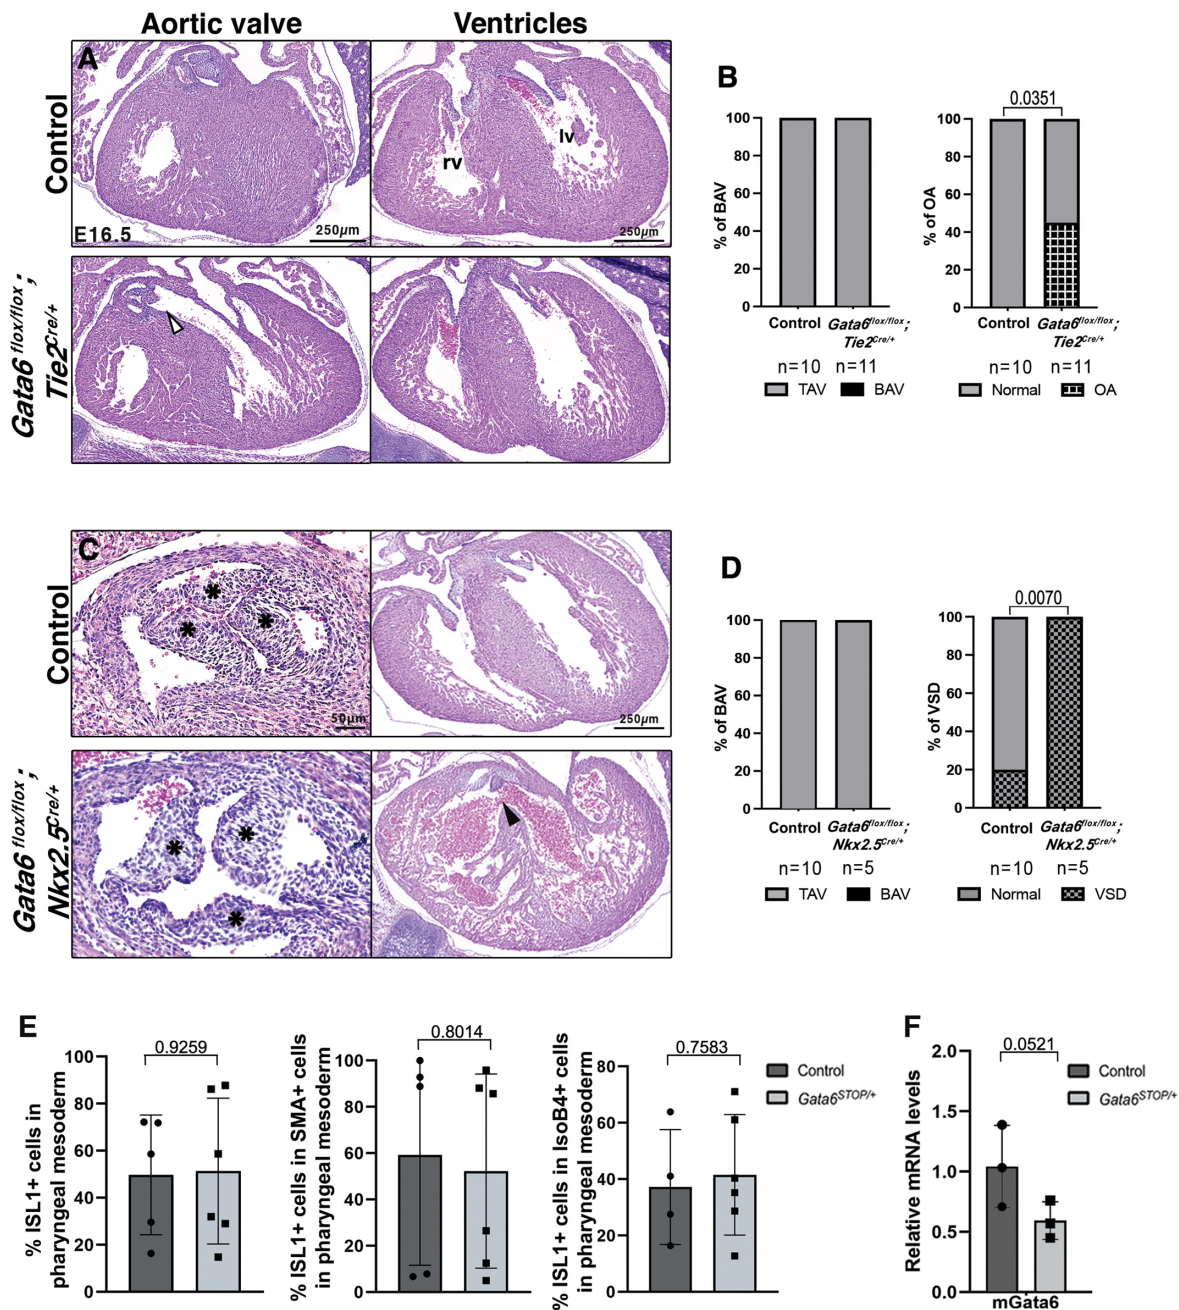 Aortic valve
Ventricles
A
Control
E16.5
250µm
rv
lv
250µm
Gata6flox/flox;
Tie2Cre/+
B
% of BAV
100
80
60
40
20
0
Control
Gata6flox/flox;
Tie2Cre/+
n=10
n=11
TAV
BAV
% of OA
0.0351
100
80
60
40
20
0
Control
Gata6flox/flox;
Tie2Cre/+
n=10
n=11
Normal
OA
C
Control
50µm
250µm
Gata6flox/flox;
Nkx2.5Cre/+
D
% of BAV
100
80
60
40
20
0
Control
Gata6flox/flox;
Nkx2.5Cre/+
n=10
n=5
TAV
BAV
% of VSD
0.0070
100
80
60
40
20
0
Control
Gata6flox/flox;
Nkx2.5Cre/+
n=10
n=5
Normal
VSD
E
% ISL1+ cells in
pharyngeal mesoderm
0.9259
100
80
60
40
20
0
% ISL1+ cells in SMA+ cells
in pharyngeal mesoderm
0.8014
100
80
60
40
20
0
% ISL1+ cells in IsoB4+ cells
in pharyngeal mesoderm
0.7583
80
60
40
20
0
Control
Gata6STOP/+
F
Relative mRNA levels
0.0521
2.0
1.5
1.0
0.5
0.0
mGata6
Control
Gata6STOP/+